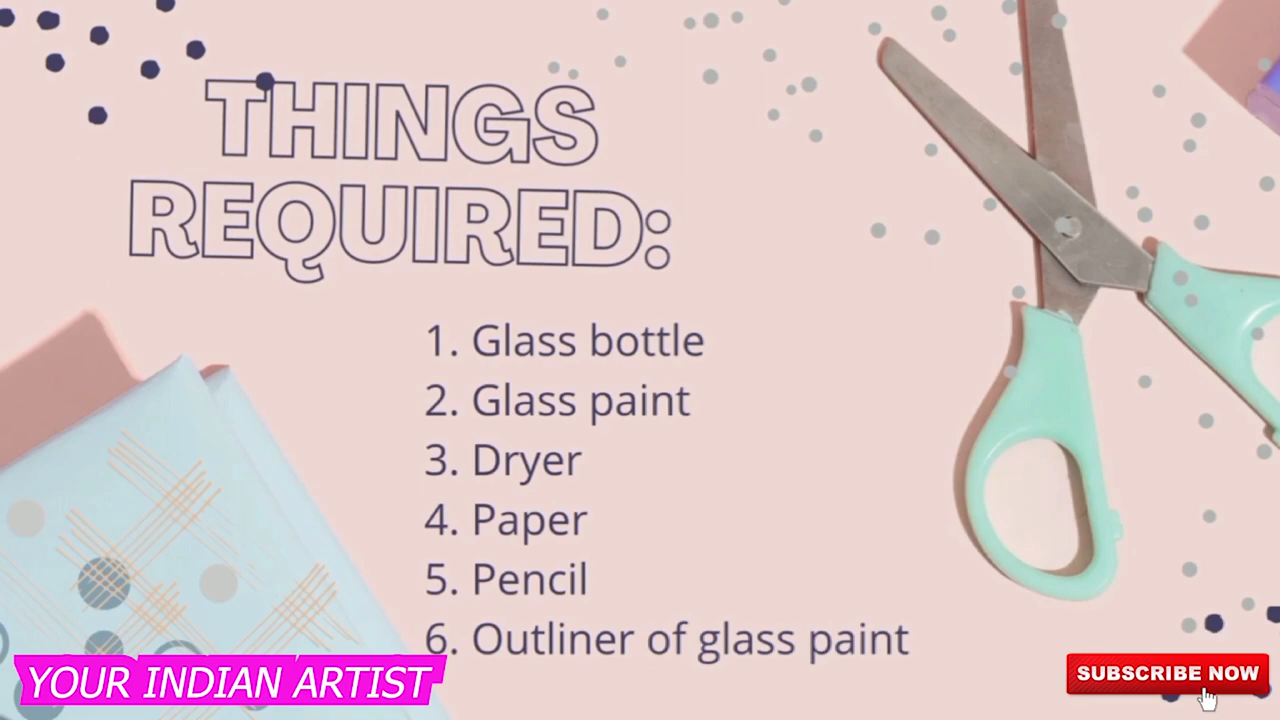 THINGS
REQUIRED:
1. Glass bottle
2. Glass paint
3. Dryer
4. Paper
5. Pencil
6. Outliner of glass paint
YOUR INDIAN ARTIST
SUBSCRIBE NOW